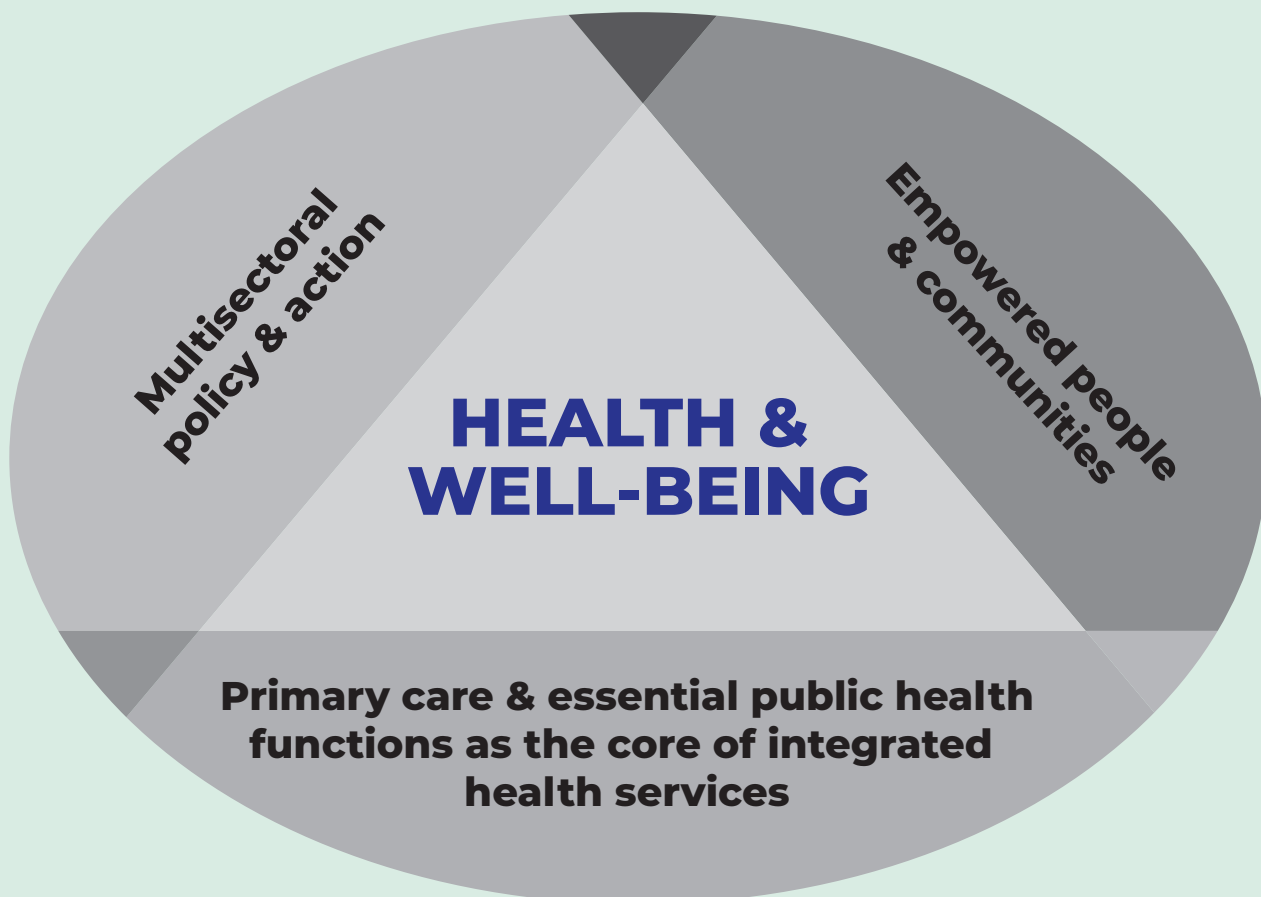 Multisectoral
policy & action
Empowered people
& communities
HEALTH &
WELL-BEING
Primary care & essential public health
functions as the core of integrated
health services